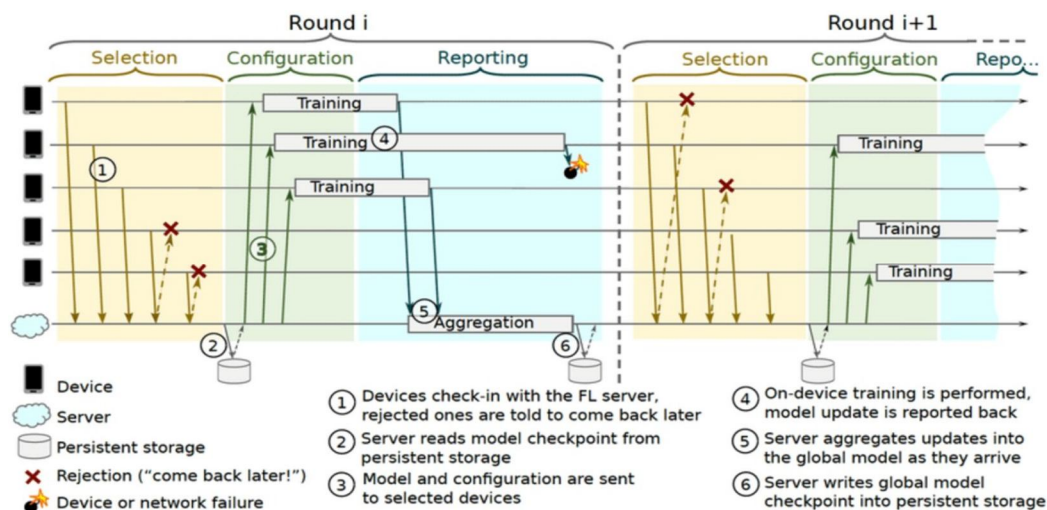 Round i
Round i+1
Selection
Configuration
Reporting
Selection
Configuration
Repo...
Training
Training
4
Training
1
3
Training
Training
Training
5
Aggregation
2
6
Device
Server
Persistent storage
Rejection ("come back later!")
Device or network failure
1 Devices check-in with the FL server,
rejected ones are told to come back later
2 Server reads model checkpoint from
persistent storage
3 Model and configuration are sent
to selected devices
4 On-device training is performed,
model update is reported back
5 Server aggregates updates into
the global model as they arrive
6 Server writes global model
checkpoint into persistent storage